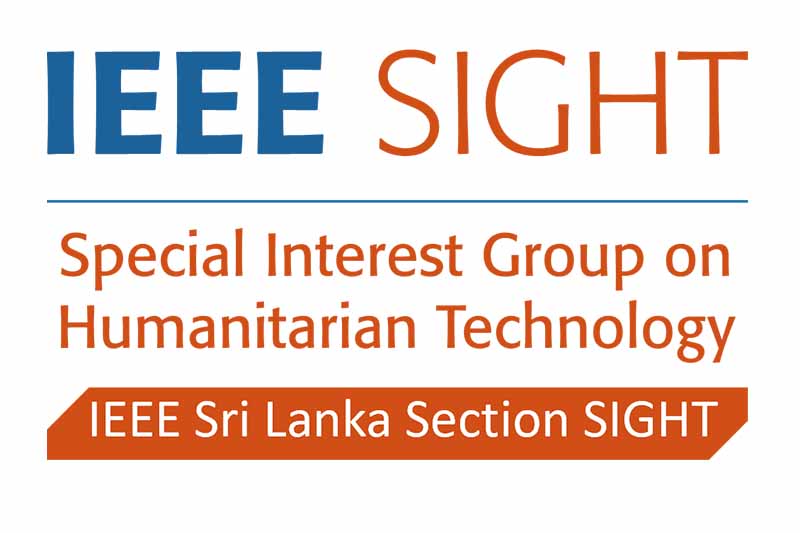 IEEE SIGHT
Special Interest Group on
Humanitarian Technology
IEEE Sri Lanka Section SIGHT